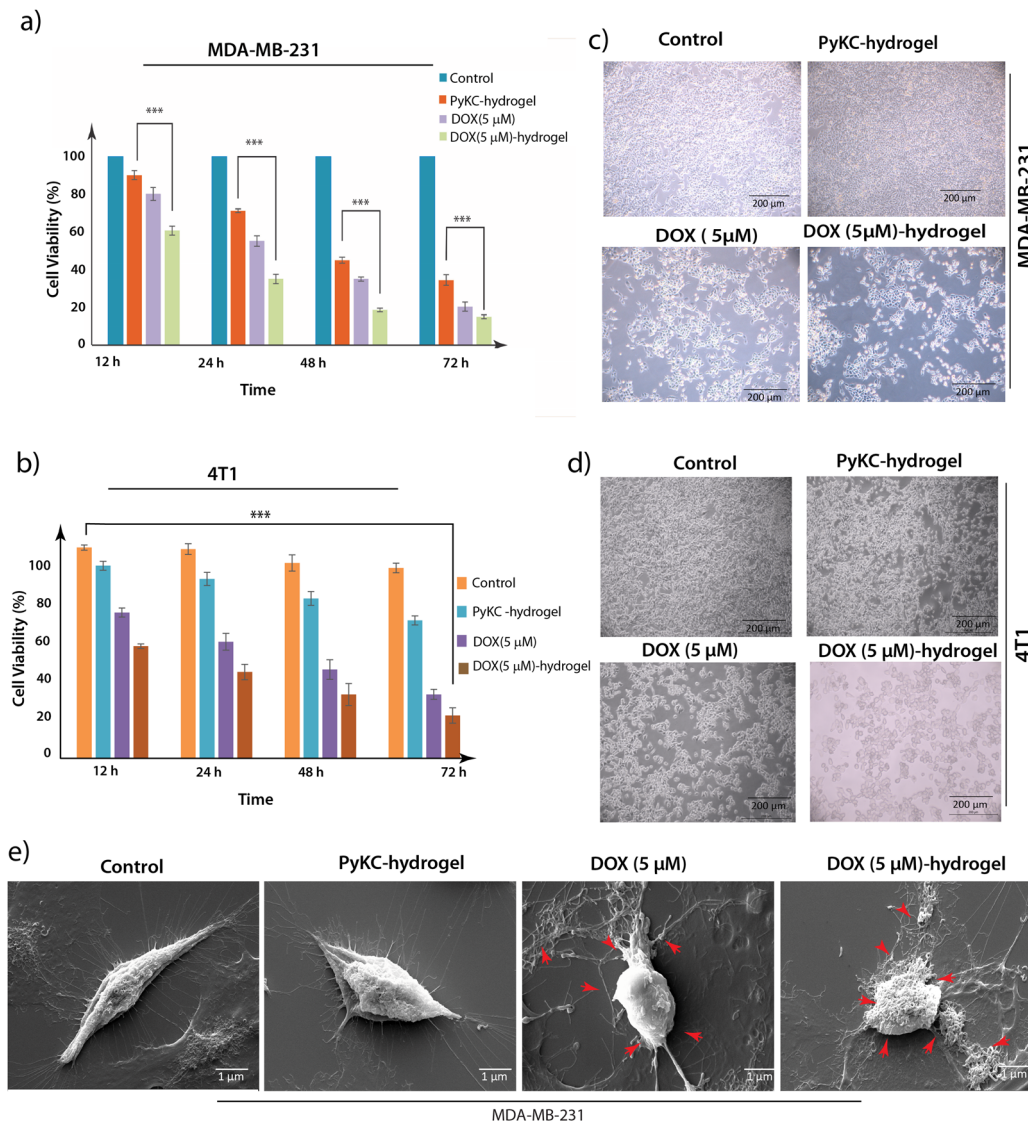 a)
MDA-MB-231
Control
PyKC-hydrogel
DOX(5 µM)
DOX(5 µM)-hydrogel
***
***
***
***
Cell Viability (%)
100
80
60
40
20
0
12 h
24 h
48 h
72 h
Time
b)
4T1
***
Control
PyKC -hydrogel
DOX(5 µM)
DOX(5 µM)-hydrogel
Cell Viability (%)
100
80
60
40
20
0
12 h
24 h
48 h
72 h
Time
c)
Control
PyKC-hydrogel
200 µm
200 µm
DOX ( 5µM)
DOX (5µM)-hydrogel
200 µm
200 µm
MDA-MB-231
d)
Control
PyKC-hydrogel
200 µm
200 µm
DOX (5 µM)
DOX (5 µM)-hydrogel
200 µm
200 µm
4T1
e)
Control
PyKC-hydrogel
DOX (5 µM)
DOX (5 µM)-hydrogel
1 µm
1 µm
1 µm
1 µm
MDA-MB-231